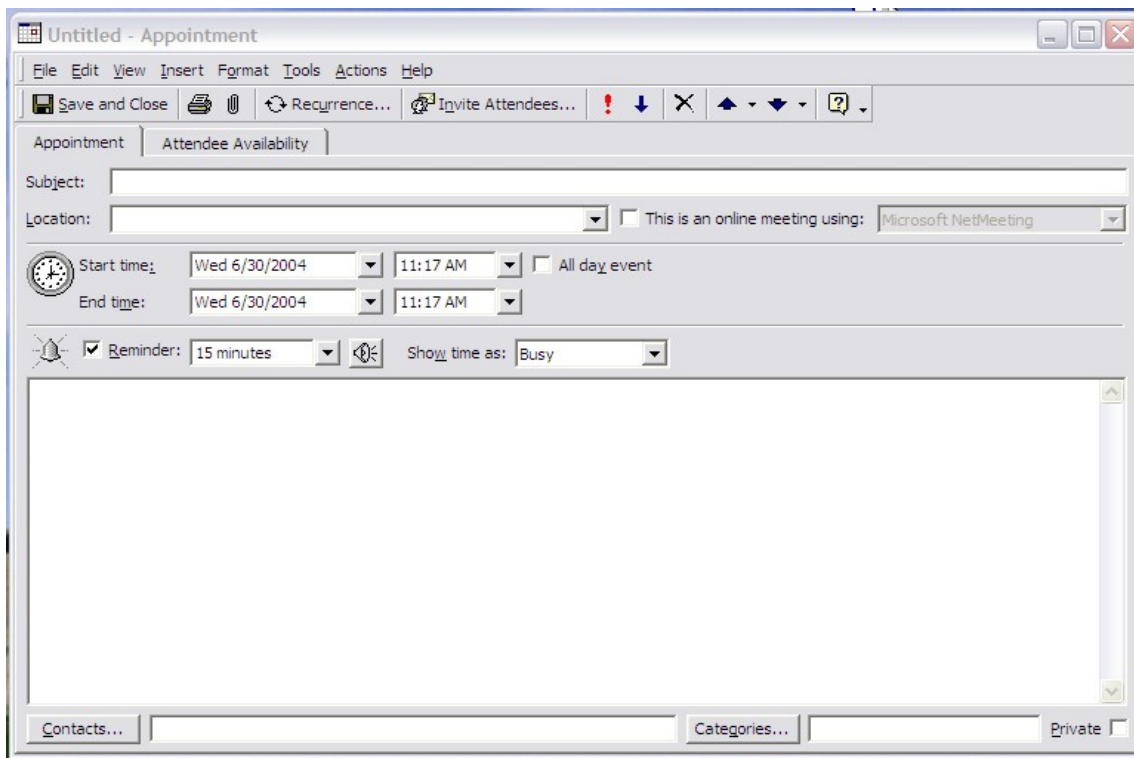 Untitled - Appointment
File Edit View Insert Format Tools Actions Help
Save and Close Recurrence... Invite Attendees...
Appointment Attendee Availability
Subject:
Location: This is an online meeting using: Microsoft NetMeeting
Start time: Wed 6/30/2004 11:17 AM All day event
End time: Wed 6/30/2004 11:17 AM
Reminder: 15 minutes Show time as: Busy
Contacts... Categories... Private